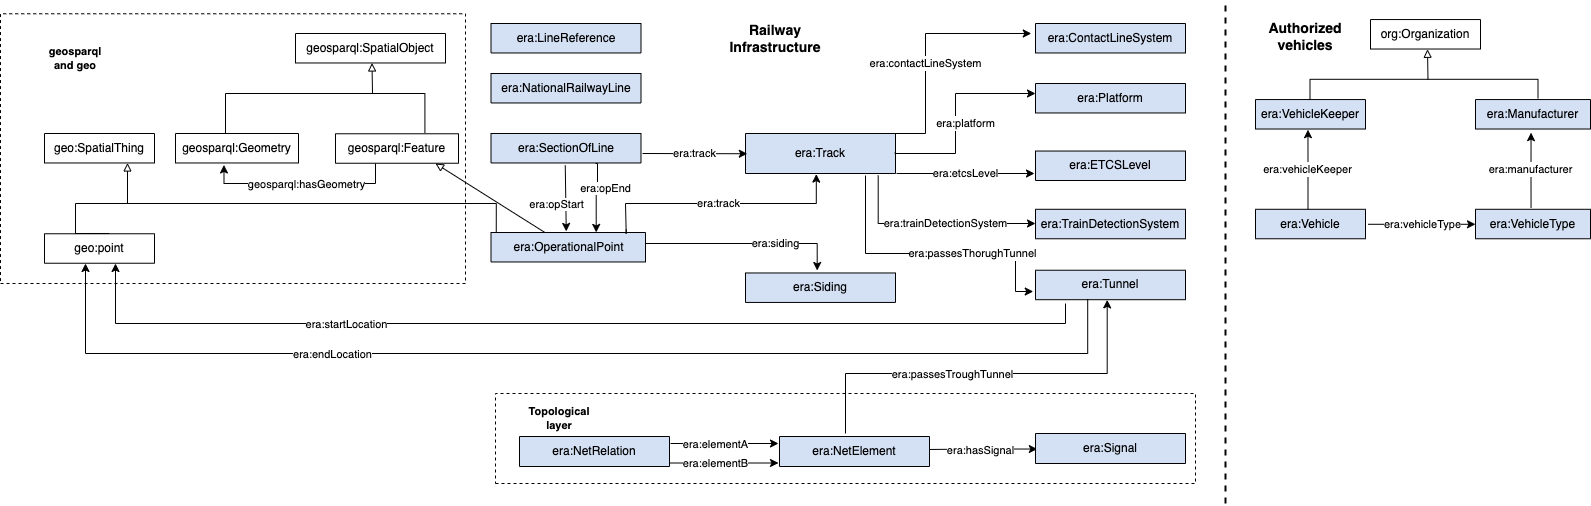 geosparql
and geo
geosparql:SpatialObject
geo:SpatialThing
geosparql:Geometry
geosparql:Feature
geosparql:hasGeometry
geo:point
era:LineReference
era:NationalRailwayLine
era:SectionOfLine
era:opEnd
era:opStart
era:OperationalPoint
Railway
Infrastructure
era:track
era:Track
era:track
era:siding
era:Siding
era:contactLineSystem
era:ContactLineSystem
era:platform
era:Platform
era:etcsLevel
era:ETCSLevel
era:trainDetectionSystem
era:TrainDetectionSystem
era:passesThorughTunnel
era:Tunnel
era:startLocation
era:endLocation
era:passesTroughTunnel
Topological
layer
era:NetRelation
era:elementA
era:elementB
era:NetElement
era:hasSignal
era:Signal
Authorized
vehicles
org:Organization
era:VehicleKeeper
era:Manufacturer
era:vehicleKeeper
era:manufacturer
era:Vehicle
era:vehicleType
era:VehicleType